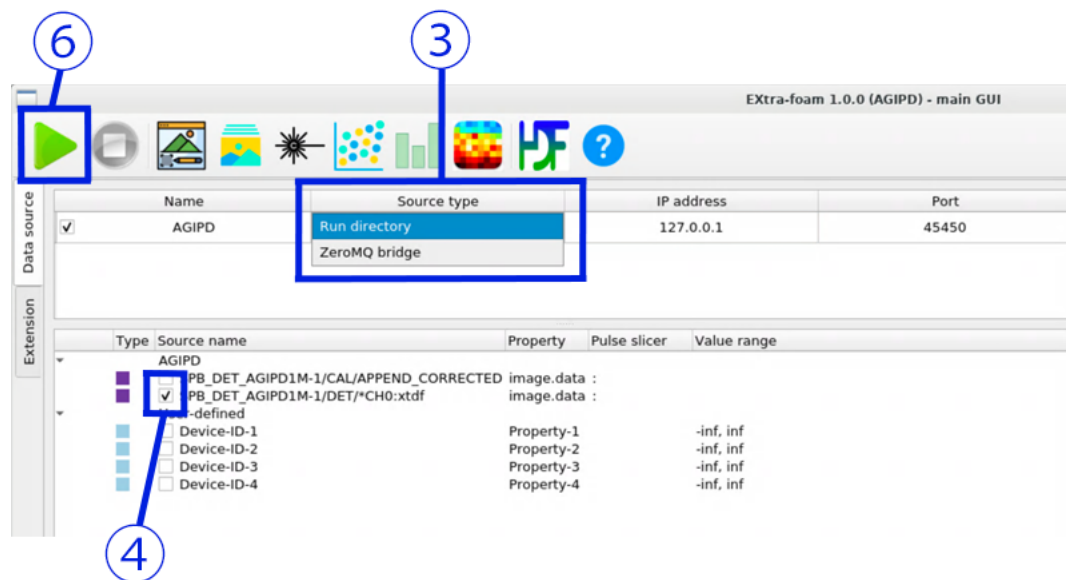 6
3
EXtra-foam 1.0.0 (AGIPD) - main GUI
HDF
?
Data source
Extension
Name Source type IP address Port
AGIPD Run directory 127.0.0.1 45450
ZeroMQ bridge
Type Source name Property Pulse slicer Value range
AGIPD
PB_DET_AGIPD1M-1/CAL/APPEND_CORRECTED image.data :
PB_DET_AGIPD1M-1/DET/*CH0:xtdf image.data :
User-defined
Device-ID-1 Property-1 -inf, inf
Device-ID-2 Property-2 -inf, inf
Device-ID-3 Property-3 -inf, inf
Device-ID-4 Property-4 -inf, inf
4